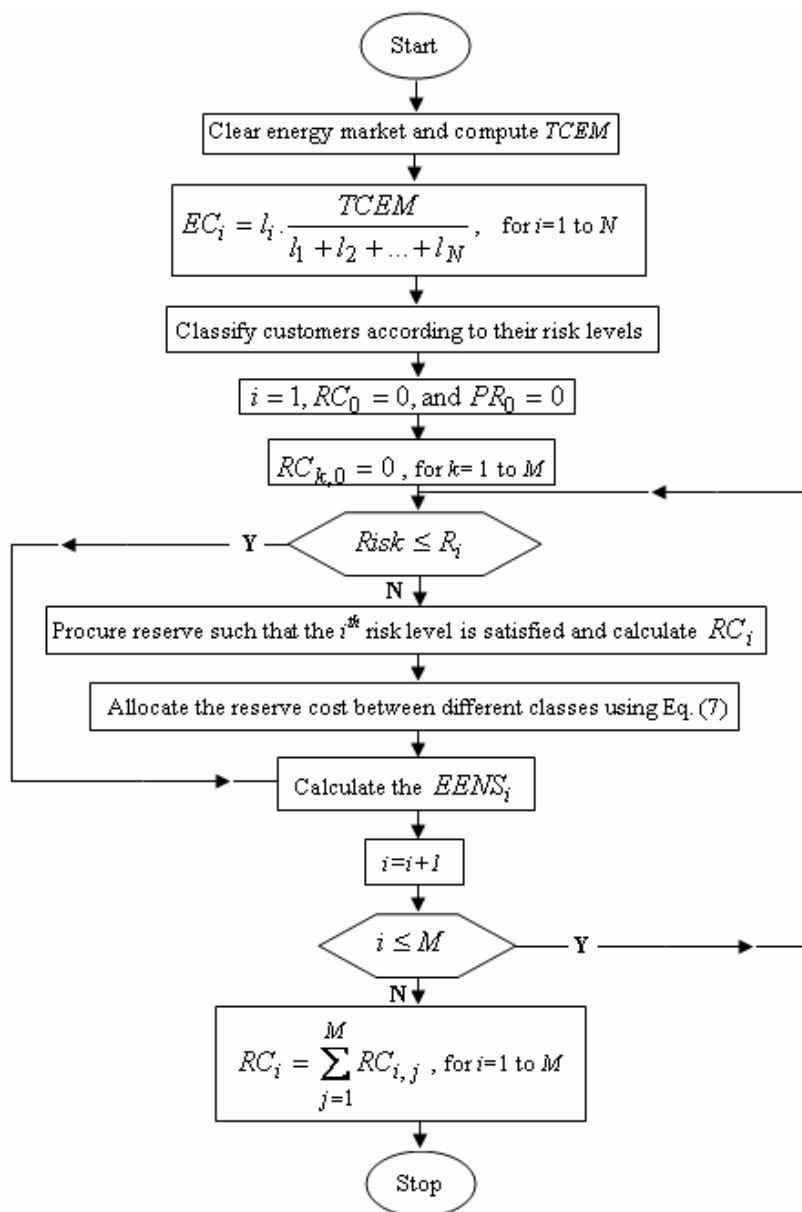 Start
Clear energy market and compute TCEM
EC_i = l_i . TCEM / (l_1 + l_2 + ... + l_N) , for i=1 to N
Classify customers according to their risk levels
i = 1, RC_0 = 0, and PR_0 = 0
RC_{k,0} = 0 , for k= 1 to M
Y
Risk ≤ R_i
N
Procure reserve such that the i^th risk level is satisfied and calculate RC_i
Allocate the reserve cost between different classes using Eq. (7)
Calculate the EENS_i
i=i+1
i ≤ M
Y
N
RC_i = ∑_{j=1}^{M} RC_{i,j} , for i=1 to M
Stop